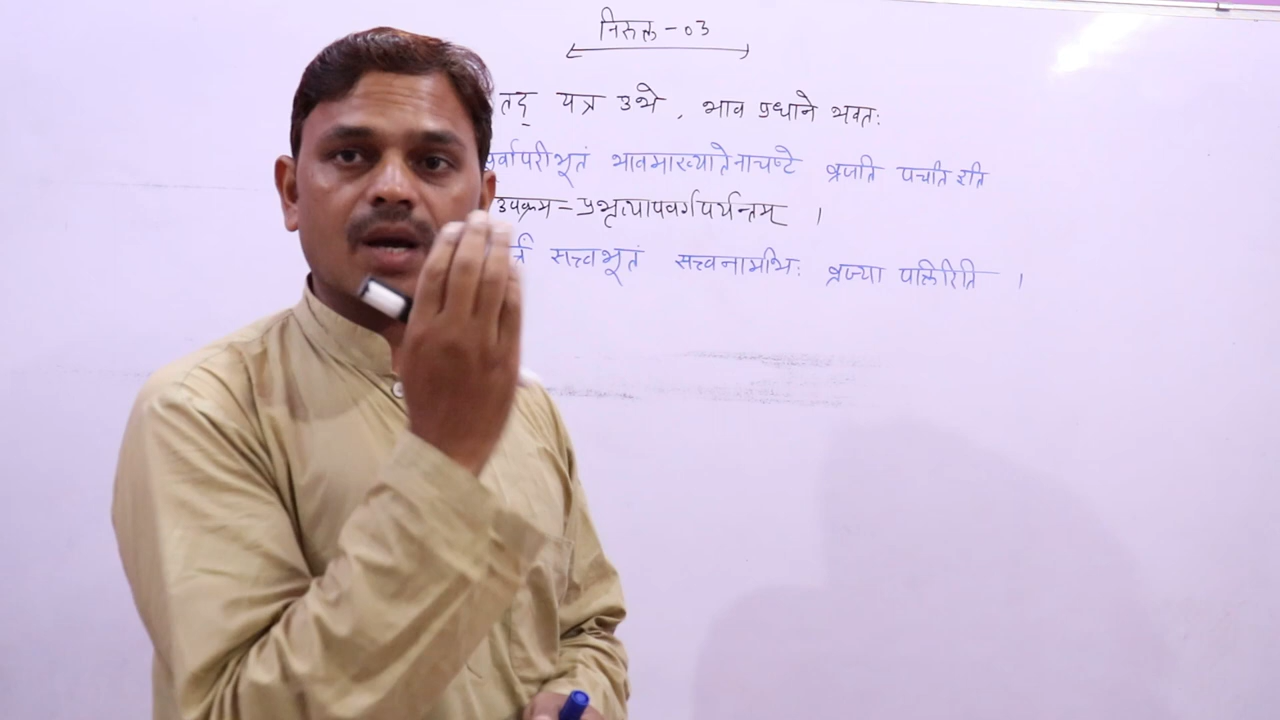 निरुक्त - ०३
तद् यत्र उभे , भाव प्रधाने भवतः
पूर्वापरीभूतं भावमाख्यातेनाचष्टे व्रजति पचति इति
उपक्रम-प्रभृत्यापवर्गपर्यन्तम् ।
सत्त्वभूतं सत्त्वनामभिः व्रज्या पक्तिरिति ।